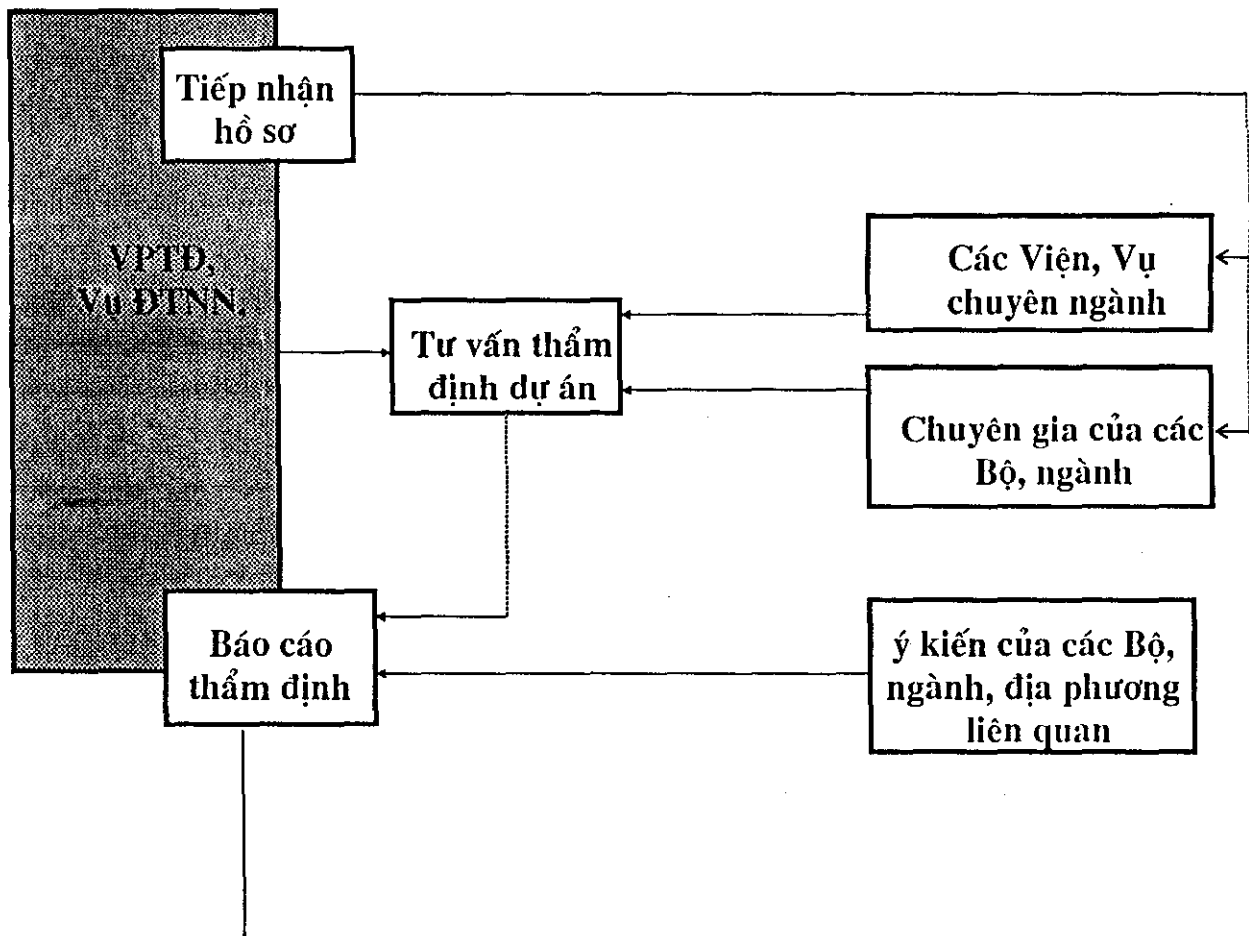 Tiếp nhận
hồ sơ
VPTĐ,
Vụ ĐTNN,
Các Viện, Vụ
chuyên ngành
Tư vấn thẩm
định dự án
Chuyên gia của các
Bộ, ngành
Báo cáo
thẩm định
ý kiến của các Bộ,
ngành, địa phương
liên quan